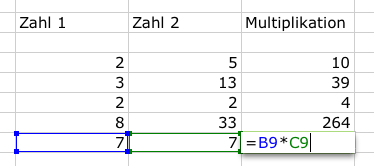 Zahl 1 Zahl 2 Multiplikation
2 5 10
3 13 39
2 2 4
8 33 264
7 7 =B9*C9